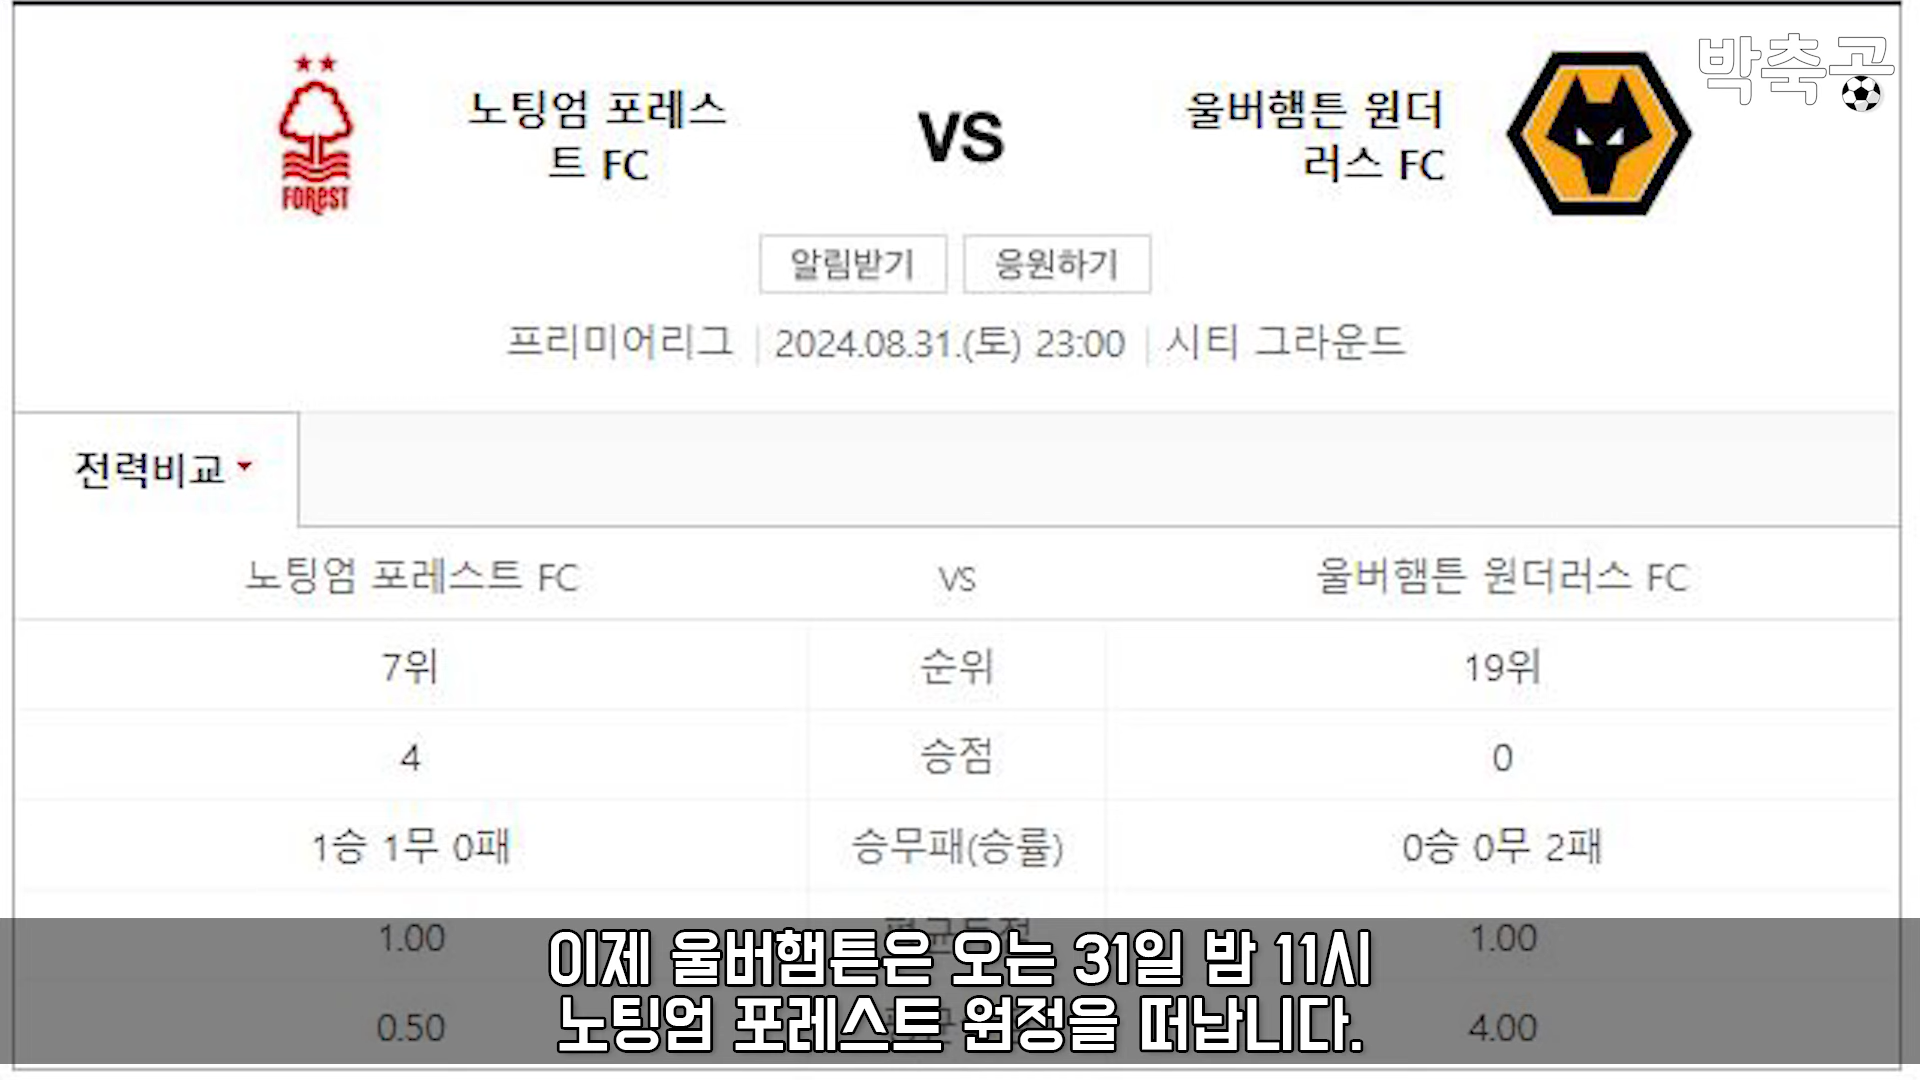 박축공
FOREST
노팅엄 포레스
트 FC
VS
울버햄튼 원더
러스 FC
알림받기
응원하기
프리미어리그 2024.08.31.(토) 23:00 시티 그라운드
전력비교
노팅엄 포레스트 FC VS 울버햄튼 원더러스 FC
7위 순위 19위
4 승점 0
1승 1무 0패 승무패(승률) 0승 0무 2패
1.00 1.00
0.50 4.00
이제 울버햄튼은 오는 31일 밤 11시
노팅엄 포레스트 원정을 떠납니다.